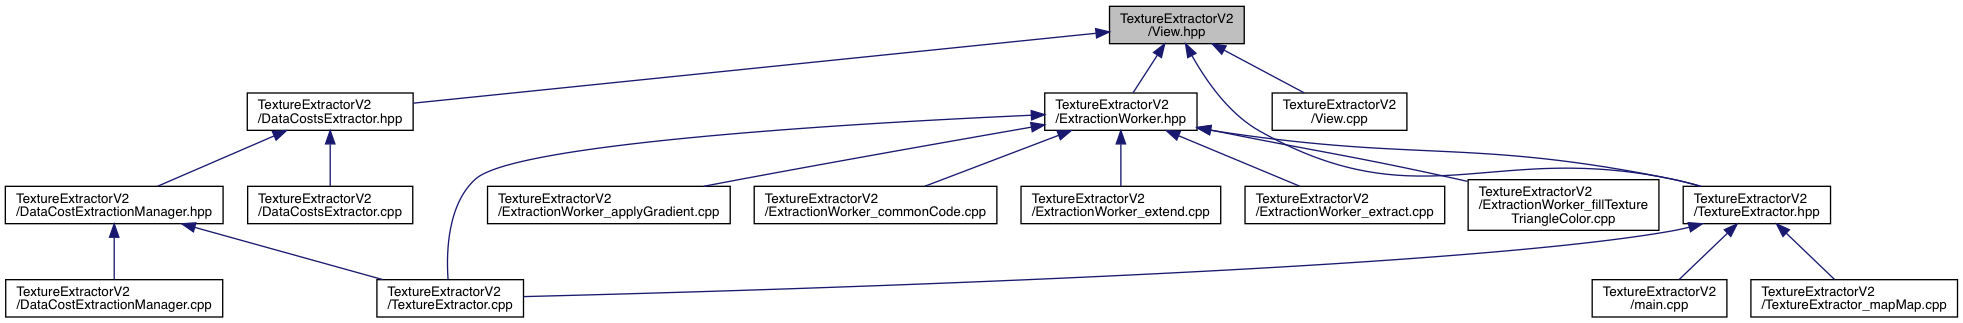 TextureExtractorV2
/View.hpp
TextureExtractorV2
/DataCostsExtractor.hpp
TextureExtractorV2
/ExtractionWorker.hpp
TextureExtractorV2
/View.cpp
TextureExtractorV2
/DataCostExtractionManager.hpp
TextureExtractorV2
/DataCostsExtractor.cpp
TextureExtractorV2
/ExtractionWorker_applyGradient.cpp
TextureExtractorV2
/ExtractionWorker_commonCode.cpp
TextureExtractorV2
/ExtractionWorker_extend.cpp
TextureExtractorV2
/ExtractionWorker_extract.cpp
TextureExtractorV2
/ExtractionWorker_fillTexture
TriangleColor.cpp
TextureExtractorV2
/TextureExtractor.hpp
TextureExtractorV2
/DataCostExtractionManager.cpp
TextureExtractorV2
/TextureExtractor.cpp
TextureExtractorV2
/main.cpp
TextureExtractorV2
/TextureExtractor_mapMap.cpp